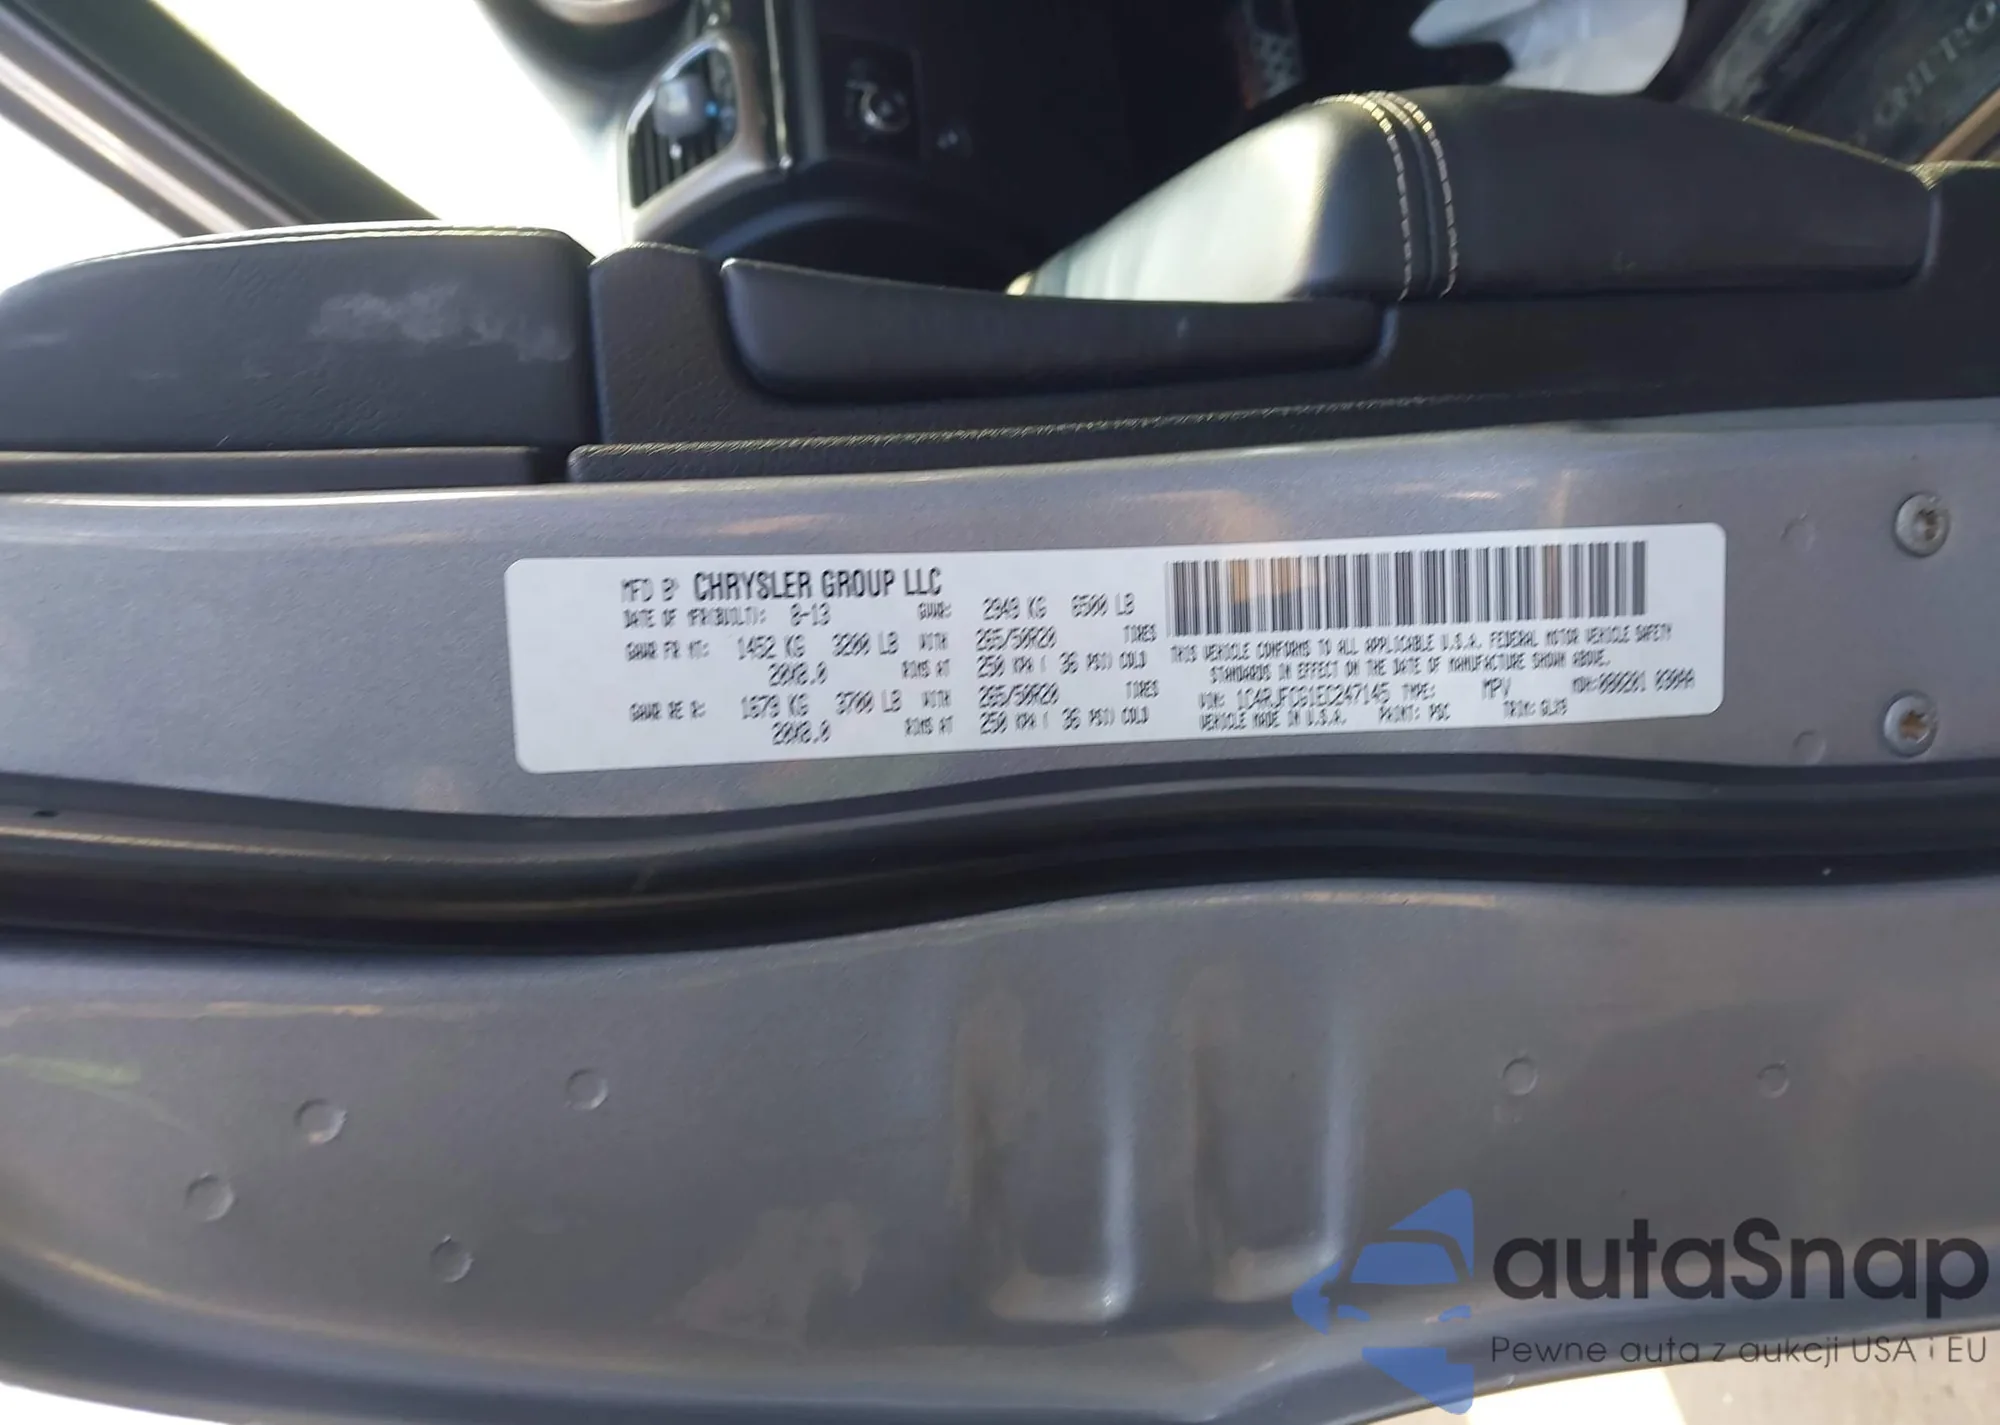 MFD BY CHRYSLER GROUP LLC
DATE OF MFR(BUILT): 8-13 GVWR: 2949 KG 6500 LB
GAWR FR WT: 1452 KG 3200 LB WITH 265/50R20 TIRES
20X8.0 RIMS AT 250 KPA ( 36 PSI) COLD
GAWR RE R: 1679 KG 3700 LB WITH 265/50R20 TIRES
20X8.0 RIMS AT 250 KPA ( 36 PSI) COLD
THIS VEHICLE CONFORMS TO ALL APPLICABLE U.S.A. FEDERAL MOTOR VEHICLE SAFETY
STANDARDS IN EFFECT ON THE DATE OF MANUFACTURE SHOWN ABOVE.
VIN: 1C4RJFCG1EC247145 TYPE: MPV
VEHICLE MADE IN U.S.A. PAINT: PSC TRIM:
autaSnap
Pewne auta z aukcji USA i EU